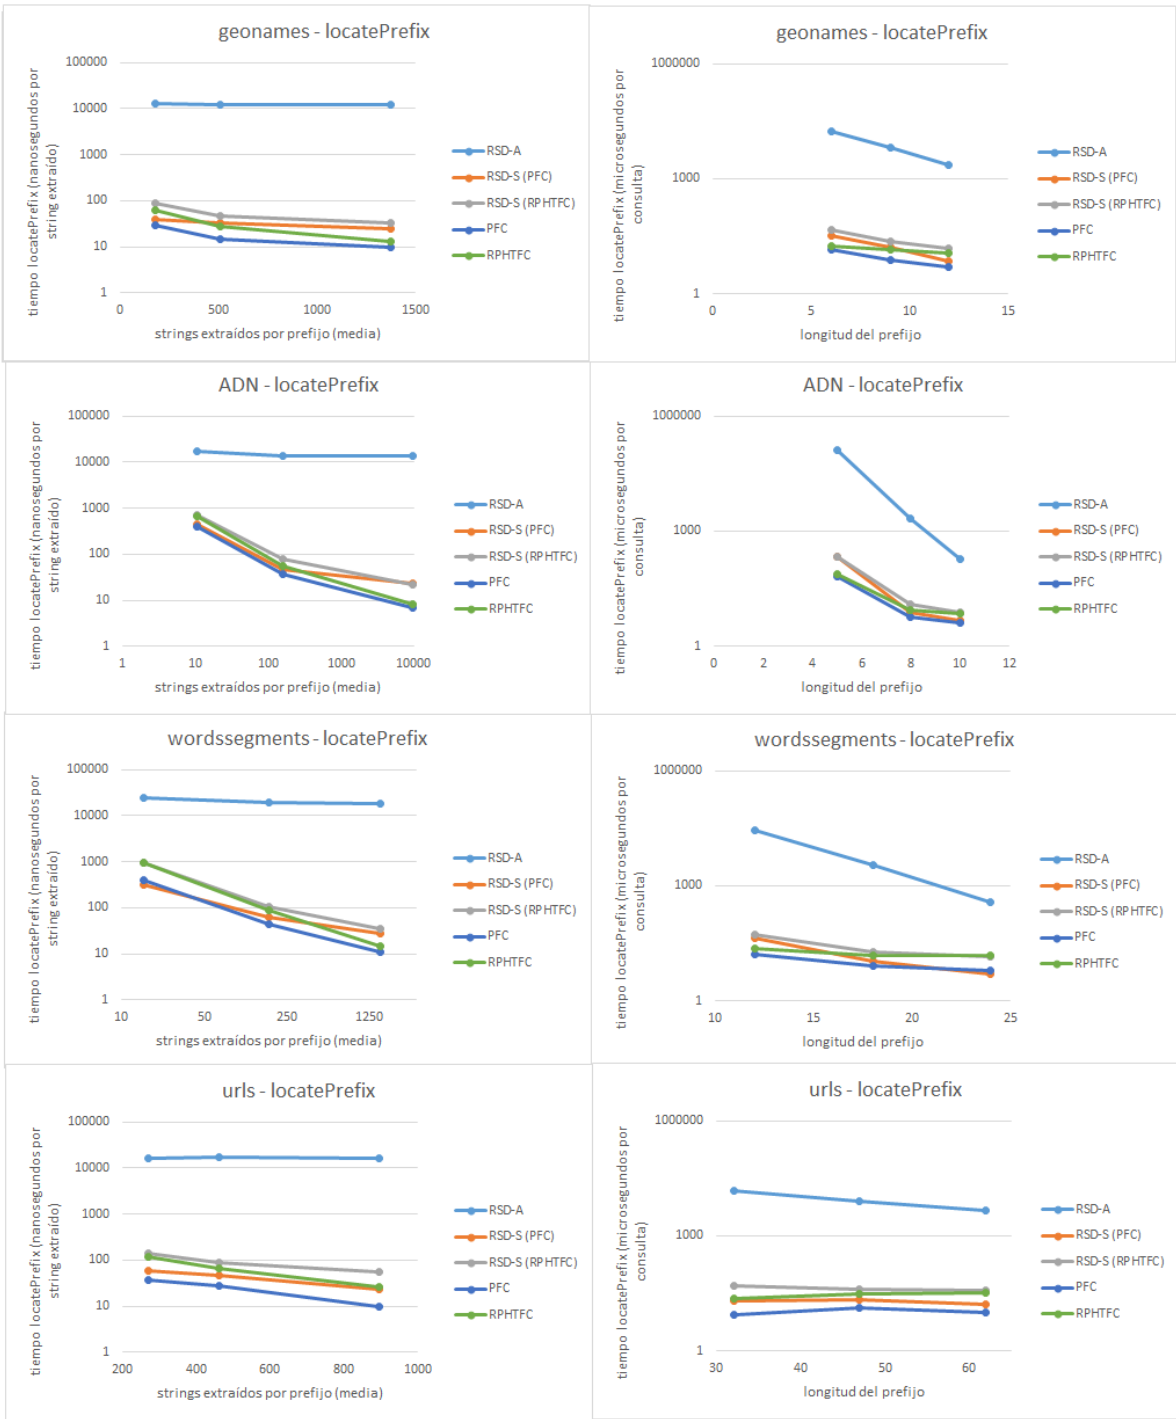 geonames - locatePrefix
tiempo locatePrefix (nanosegundos por
string extraído)
100000
10000
1000
100
10
1
0
500
1000
1500
strings extraídos por prefijo (media)
RSD-A
RSD-S (PFC)
RSD-S (RPHTFC)
PFC
RPHTFC
geonames - locatePrefix
tiempo locatePrefix (microsegundos por
consulta)
1000000
1000
1
0
5
10
15
longitud del prefijo
RSD-A
RSD-S (PFC)
RSD-S (RPHTFC)
PFC
RPHTFC
ADN - locatePrefix
tiempo locatePrefix (nanosegundos por
string extraído)
100000
10000
1000
100
10
1
1
10
100
1000
10000
strings extraídos por prefijo (media)
RSD-A
RSD-S (PFC)
RSD-S (RPHTFC)
PFC
RPHTFC
ADN - locatePrefix
tiempo locatePrefix (microsegundos por
consulta)
1000000
1000
1
0
2
4
6
8
10
12
longitud del prefijo
RSD-A
RSD-S (PFC)
RSD-S (RPHTFC)
PFC
RPHTFC
wordssegments - locatePrefix
tiempo locatePrefix (nanosegundos por
string extraído)
100000
10000
1000
100
10
1
10
50
250
1250
strings extraídos por prefijo (media)
RSD-A
RSD-S (PFC)
RSD-S (RPHTFC)
PFC
RPHTFC
wordssegments - locatePrefix
tiempo locatePrefix (microsegundos por
consulta)
1000000
1000
1
10
15
20
25
longitud del prefijo
RSD-A
RSD-S (PFC)
RSD-S (RPHTFC)
PFC
RPHTFC
urls - locatePrefix
tiempo locatePrefix (nanosegundos por
string extraído)
100000
10000
1000
100
10
1
200
400
600
800
1000
strings extraídos por prefijo (media)
RSD-A
RSD-S (PFC)
RSD-S (RPHTFC)
PFC
RPHTFC
urls - locatePrefix
tiempo locatePrefix (microsegundos por
consulta)
1000000
1000
1
30
40
50
60
longitud del prefijo
RSD-A
RSD-S (PFC)
RSD-S (RPHTFC)
PFC
RPHTFC